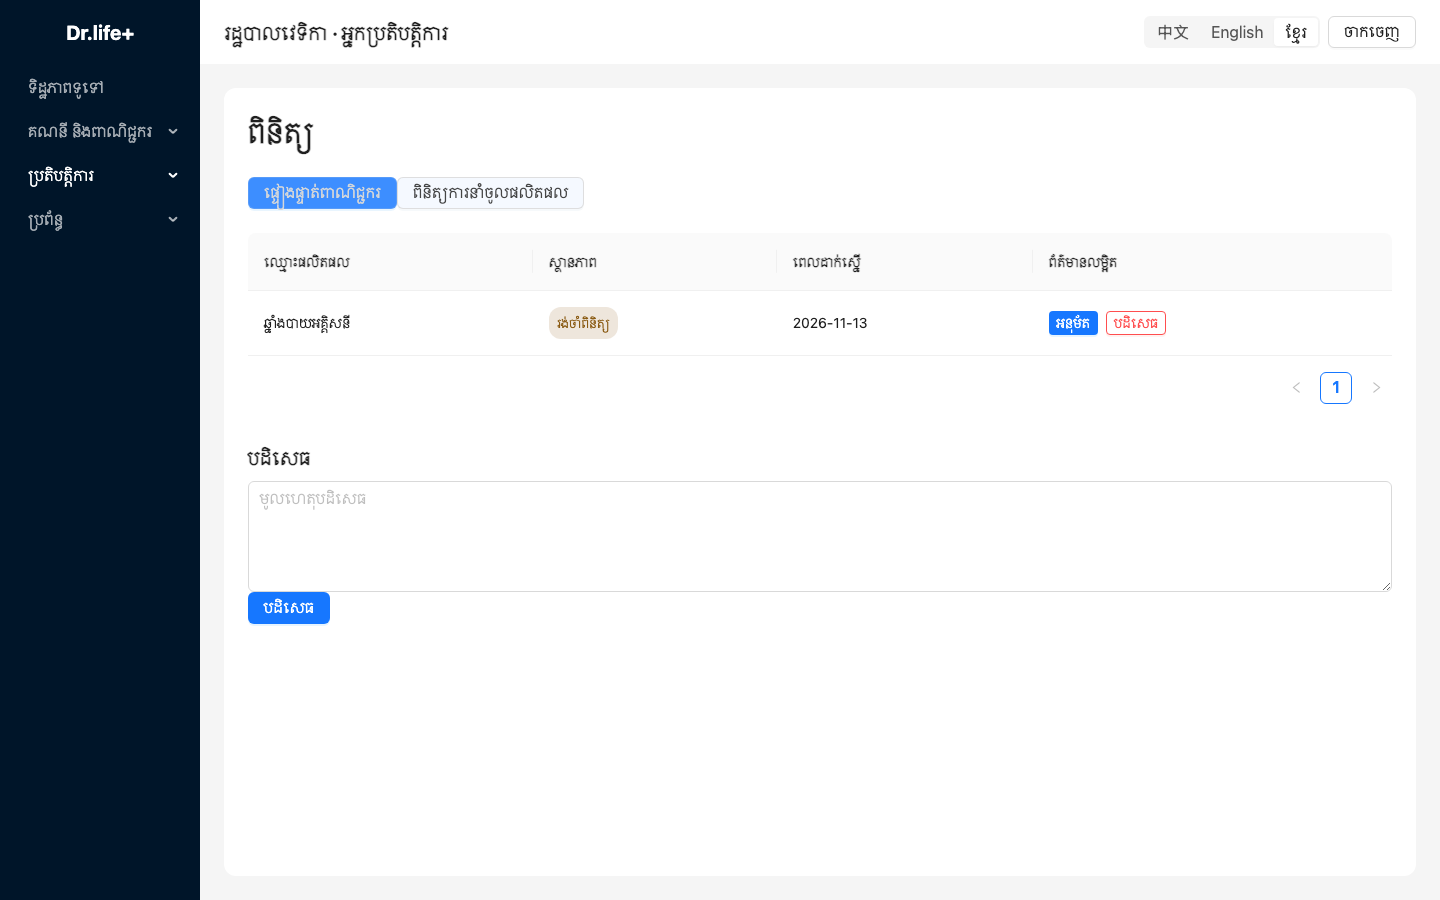 Dr.life+
ទិដ្ឋភាពទូទៅ
គណនី និងពាណិជ្ជករ
ប្រតិបត្តិការ
ប្រព័ន្ធ
រដ្ឋបាលវេទិកា · អ្នកប្រតិបត្តិការ
中文 English ខ្មែរ ចាកចេញ
ពិនិត្យ
ផ្ទៀងផ្ទាត់ពាណិជ្ជករ ពិនិត្យការនាំចូលផលិតផល
ឈ្មោះផលិតផល ស្ថានភាព ពេលដាក់ស្នើ ព័ត៌មានលម្អិត
ឆ្នាំងបាយអគ្គិសនី រង់ចាំពិនិត្យ 2026-11-13 អនុម័ត បដិសេធ
1
បដិសេធ
មូលហេតុបដិសេធ
បដិសេធ